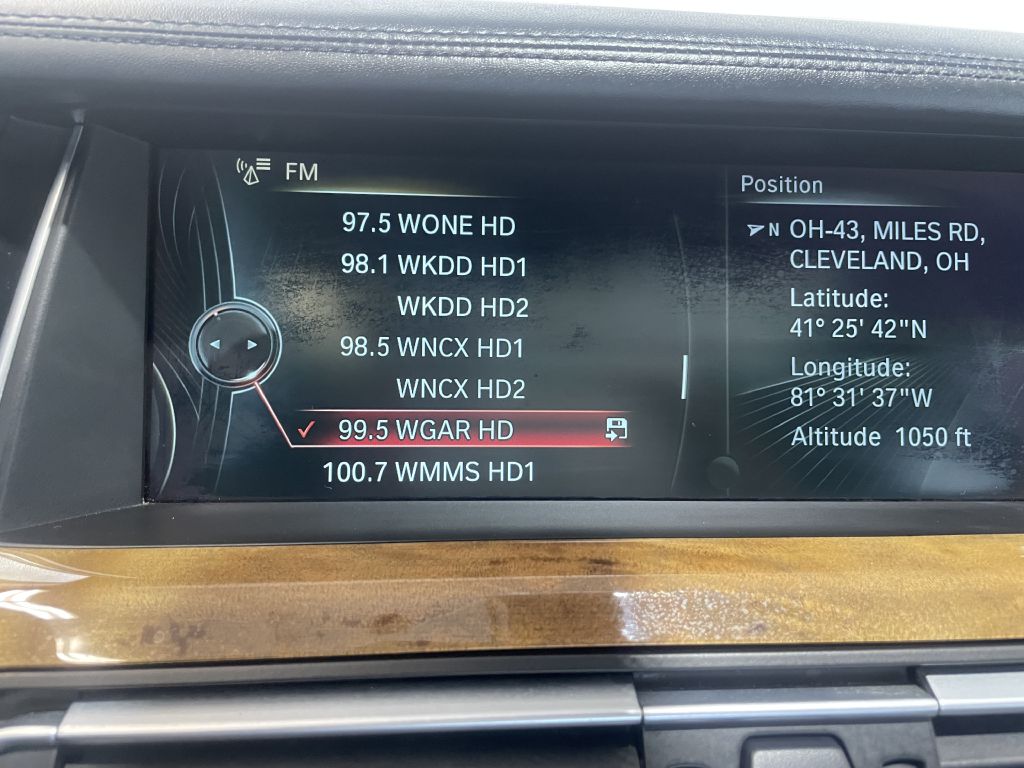 FM
97.5 WONE HD
98.1 WKDD HD1
WKDD HD2
98.5 WNCX HD1
WNCX HD2
99.5 WGAR HD
100.7 WMMS HD1
Position
N OH-43, MILES RD,
CLEVELAND, OH
Latitude:
41° 25' 42"N
Longitude:
81° 31' 37"W
Altitude 1050 ft